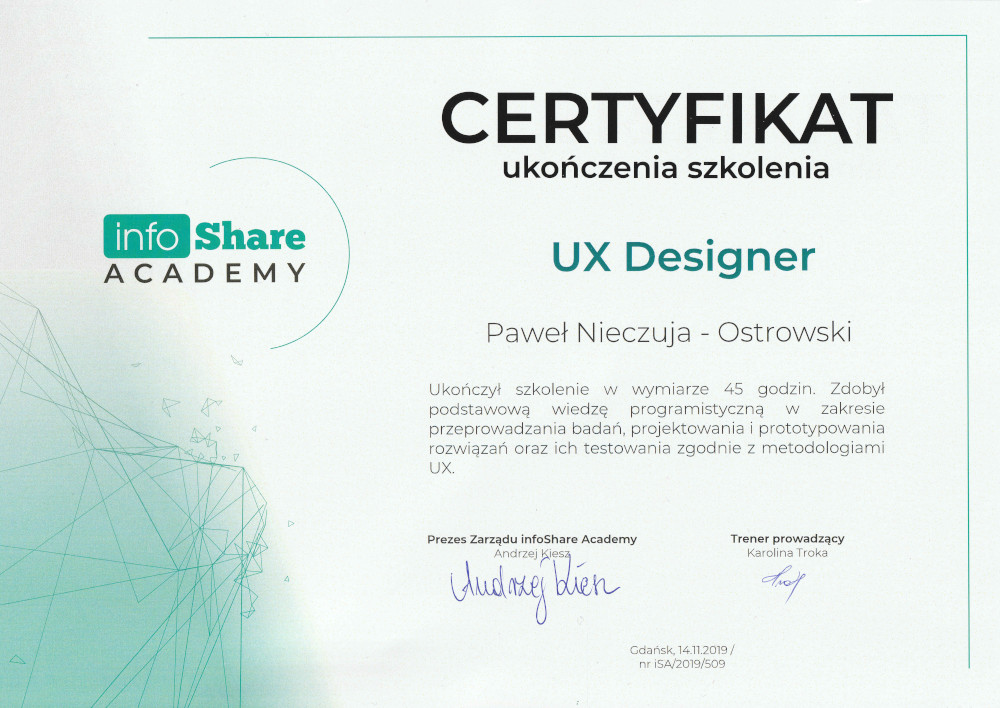 CERTYFIKAT
ukończenia szkolenia
info Share
ACADEMY
UX Designer
Paweł Nieczuja - Ostrowski
Ukończył szkolenie w wymiarze 45 godzin. Zdobył
podstawową wiedzę programistyczną w zakresie
przeprowadzania badań, projektowania i prototypowania
rozwiązań oraz ich testowania zgodnie z metodologiami
UX.
Prezes Zarządu infoShare Academy
Andrzej Kiesz
Andrzej Kiesz
Trener prowadzący
Karolina Troka
Gdańsk, 14.11.2019 /
nr iSA/2019/509